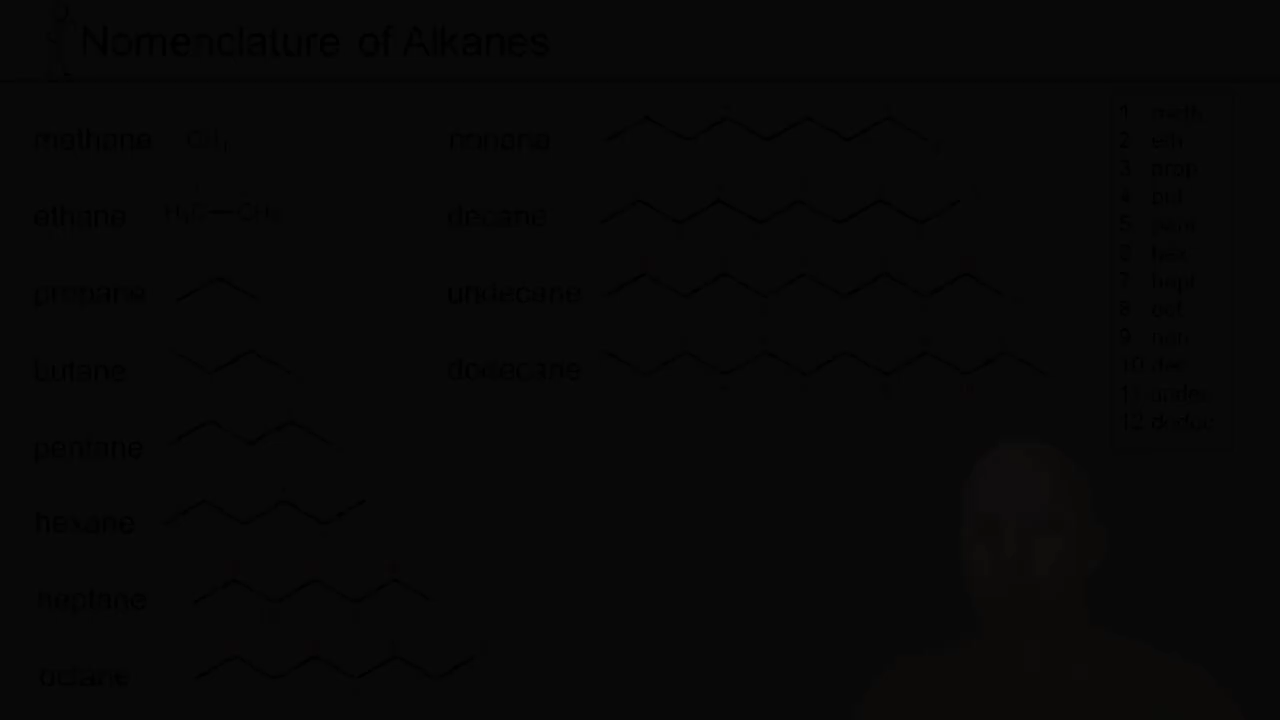 Nomenclature of Alkanes
methane CH4
ethane H3C—CH3
propane
butane
pentane
hexane
heptane
octane
nonane
decane
undecane
dodecane
1 meth
2 eth
3 prop
4 but
5 pent
6 hex
7 hept
8 oct
9 non
10 dec
11 undec
12 dodec